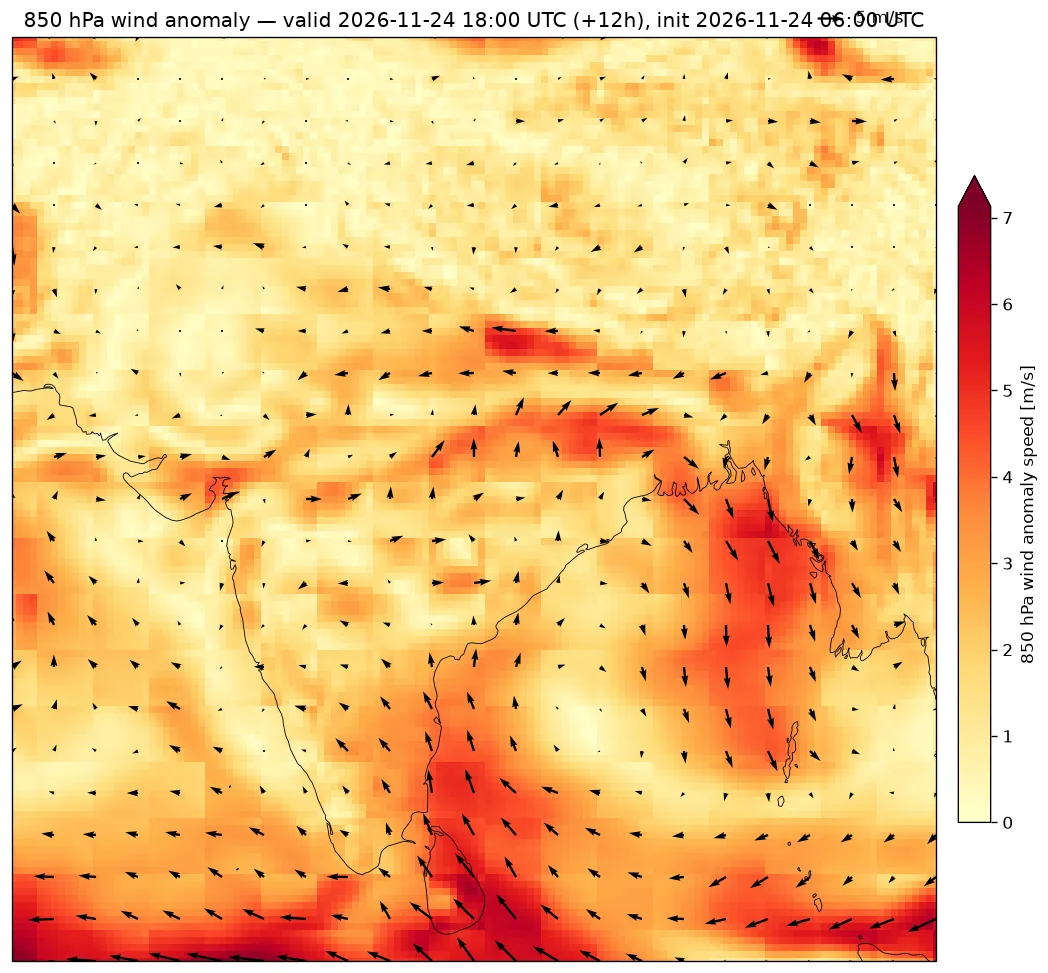 850 hPa wind anomaly — valid 2026-11-24 18:00 UTC (+12h), init 2026-11-24 06:00 UTC
5 m/s
7
6
5
4
3
2
1
0
850 hPa wind anomaly speed [m/s]